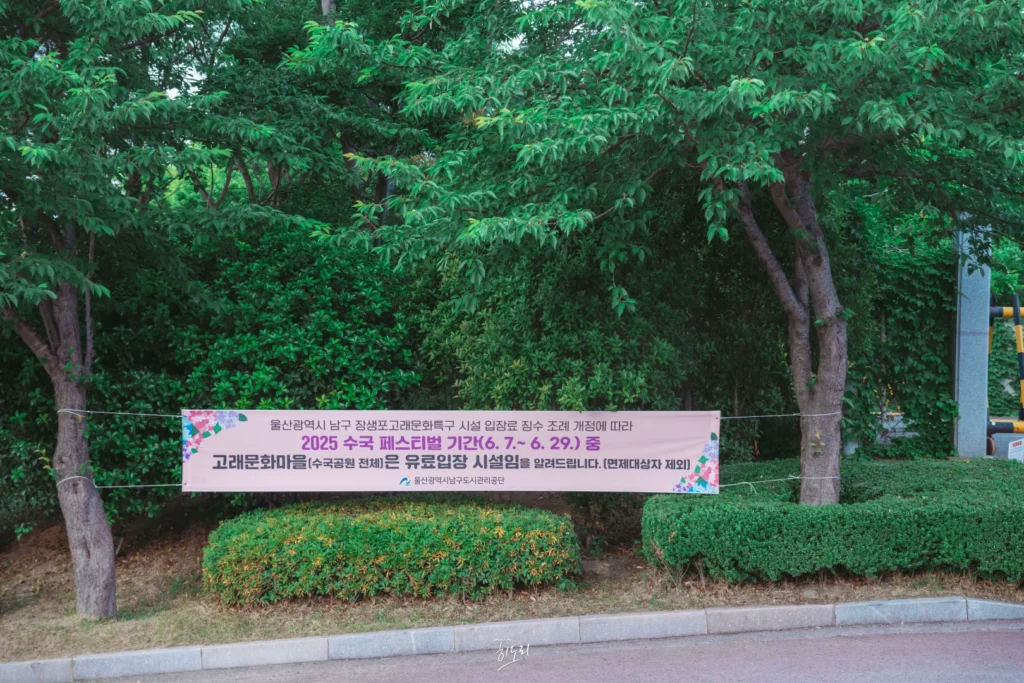 울산광역시 남구 장생포고래문화특구 시설 입장료 징수 조례 개정에 따라
2025 수국 페스티벌 기간(6. 7.~ 6. 29.) 중
고래문화마을(수국공원 전체)은 유료입장 시설임을 알려드립니다. (면제대상자 제외)
울산광역시남구도시관리공단